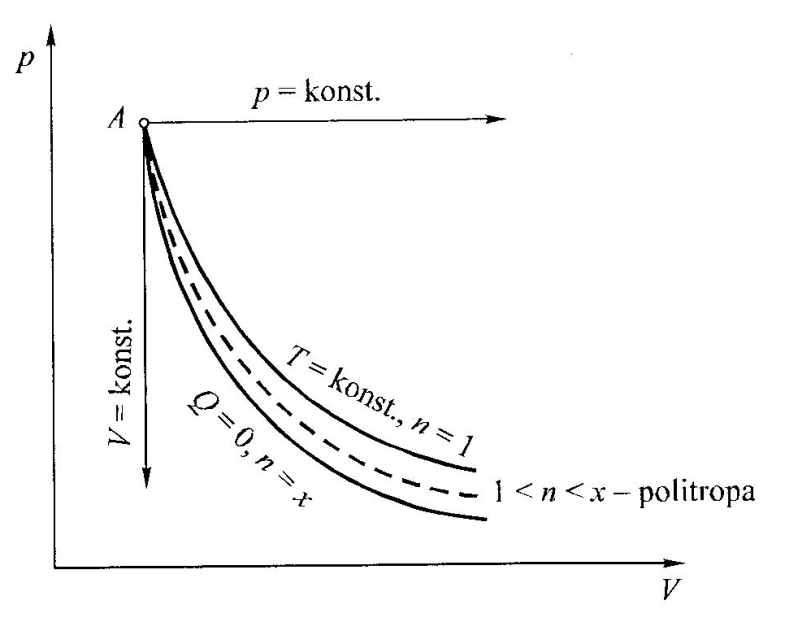 p
p = konst.
A
V = konst.
T = konst., n = 1
Q = 0, n = x
1 < n < x – politropa
V